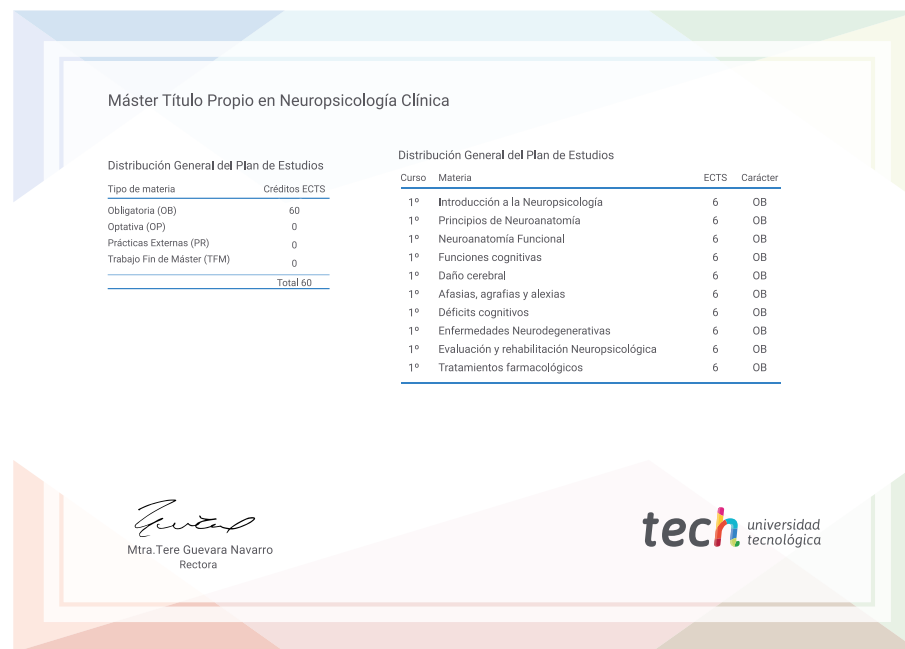 Máster Título Propio en Neuropsicología Clínica
Distribución General del Plan de Estudios
Tipo de materia Créditos ECTS
Obligatoria (OB) 60
Optativa (OP) 0
Prácticas Externas (PR) 0
Trabajo Fin de Máster (TFM) 0
Total 60
Distribución General del Plan de Estudios
Curso Materia ECTS Carácter
1º Introducción a la Neuropsicología 6 OB
1º Principios de Neuroanatomía 6 OB
1º Neuroanatomía Funcional 6 OB
1º Funciones cognitivas 6 OB
1º Daño cerebral 6 OB
1º Afasias, agrafias y alexias 6 OB
1º Déficits cognitivos 6 OB
1º Enfermedades Neurodegenerativas 6 OB
1º Evaluación y rehabilitación Neuropsicológica 6 OB
1º Tratamientos farmacológicos 6 OB
Mtra.Tere Guevara Navarro
Rectora
tech universidad
tecnológica